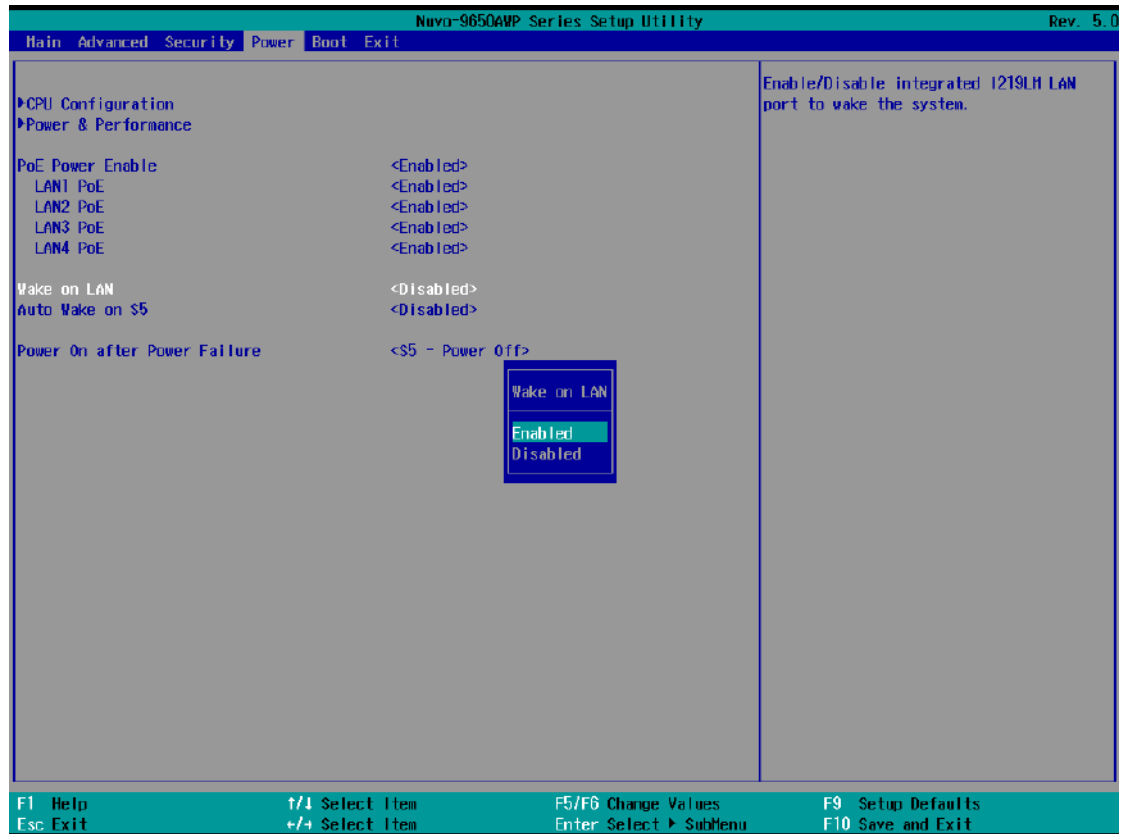 Nuvo-9650AWP Series Setup Utility Rev. 5.0
Main Advanced Security Power Boot Exit
Enable/Disable integrated I219LM LAN
port to wake the system.
▶CPU Configuration
▶Power & Performance
PoE Power Enable <Enabled>
LAN1 PoE <Enabled>
LAN2 PoE <Enabled>
LAN3 PoE <Enabled>
LAN4 PoE <Enabled>
Wake on LAN <Disabled>
Auto Wake on S5 <Disabled>
Power On after Power Failure <S5 - Power Off>
Wake on LAN
Enabled
Disabled
F1 Help ↑/↓ Select Item F5/F6 Change Values F9 Setup Defaults
Esc Exit ←/→ Select Item Enter Select ▶ SubMenu F10 Save and Exit